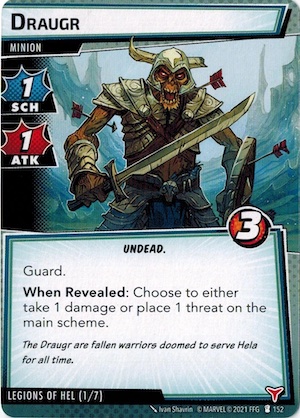 DRAUGR
MINION
1
SCH
1
ATK
3
UNDEAD.
Guard.
When Revealed: Choose to either
take 1 damage or place 1 threat on the
main scheme.
The Draugr are fallen warriors doomed to serve Hela
for all time.
LEGIONS OF HEL (1/7)
Ivan Shavrin © MARVEL © 2021 FFG 152